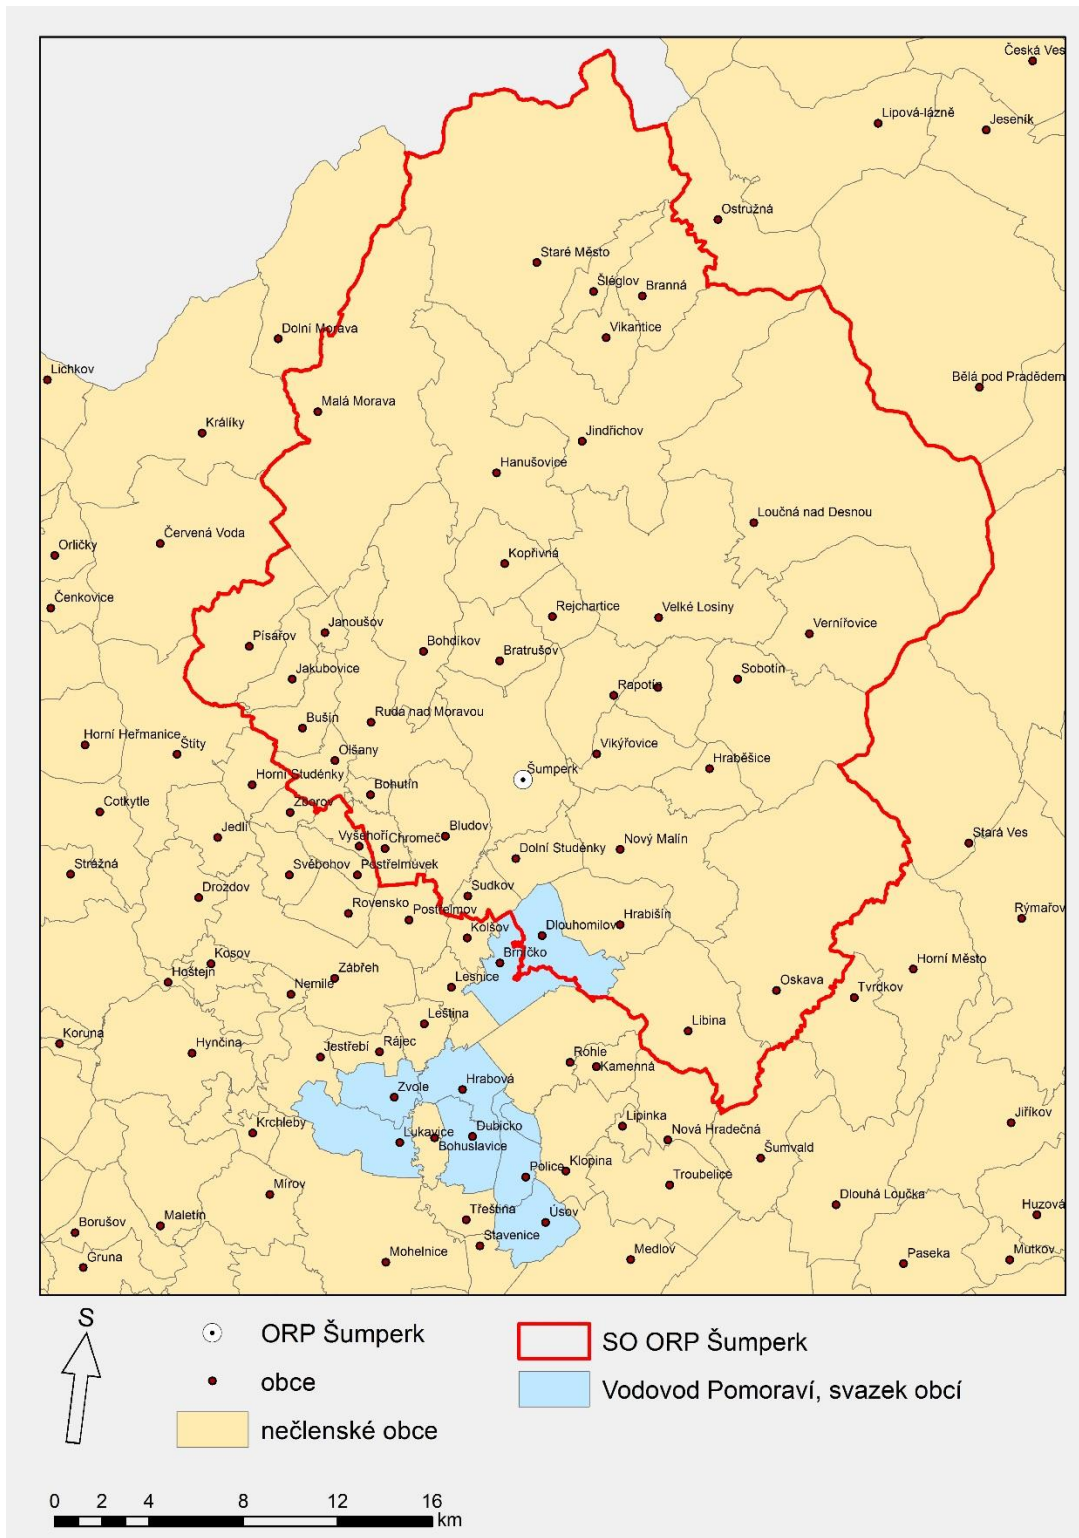 Česká Ves
Lipová-lázně
Jeseník
Ostružná
Staré Město
Šléglov
Branná
Vikantice
Dolní Morava
Lichkov
Bělá pod Pradědem
Malá Morava
Králíky
Jindřichov
Hanušovice
Loučná nad Desnou
Červená Voda
Orličky
Kopřivná
Čenkovice
Rejchartice
Velké Losiny
Vernířovice
Písařov
Janoušov
Bohdíkov
Bratrušov
Jakubovice
Rapotín
Sobotín
Bušín
Ruda nad Moravou
Horní Heřmanice
Štíty
Olšany
Vikýřovice
Hraběšice
Šumperk
Horní Studénky
Bohutín
Cotkytle
Zborov
Jedlí
Vyšehoří
Chromeč
Bludov
Nový Malín
Stará Ves
Dolní Studénky
Strážná
Svébohov
Postřelmůvek
Drozdov
Sudkov
Rovensko
Postřelmov
Hrabišín
Rýmařov
Kolšov
Dlouhomilov
Kosov
Brníčko
Horní Město
Hoštejn
Zábřeh
Nemile
Lesnice
Oskava
Tvrdkov
Leština
Libina
Koruna
Hynčina
Jestřebí
Rájec
Rohle
Kamenná
Zvole
Hrabová
Jiříkov
Krchleby
Lukavice
Bohuslavice
Dubicko
Lipinka
Nová Hradečná
Šumvald
Police
Klopina
Troubelice
Mírov
Dlouhá Loučka
Huzová
Borušov
Maletín
Třeština
Úsov
Stavenice
Medlov
Gruna
Mohelnice
Paseka
Mutkov
S
ORP Šumperk
SO ORP Šumperk
obce
Vodovod Pomoraví, svazek obcí
nečlenské obce
0 2 4 8 12 16
km